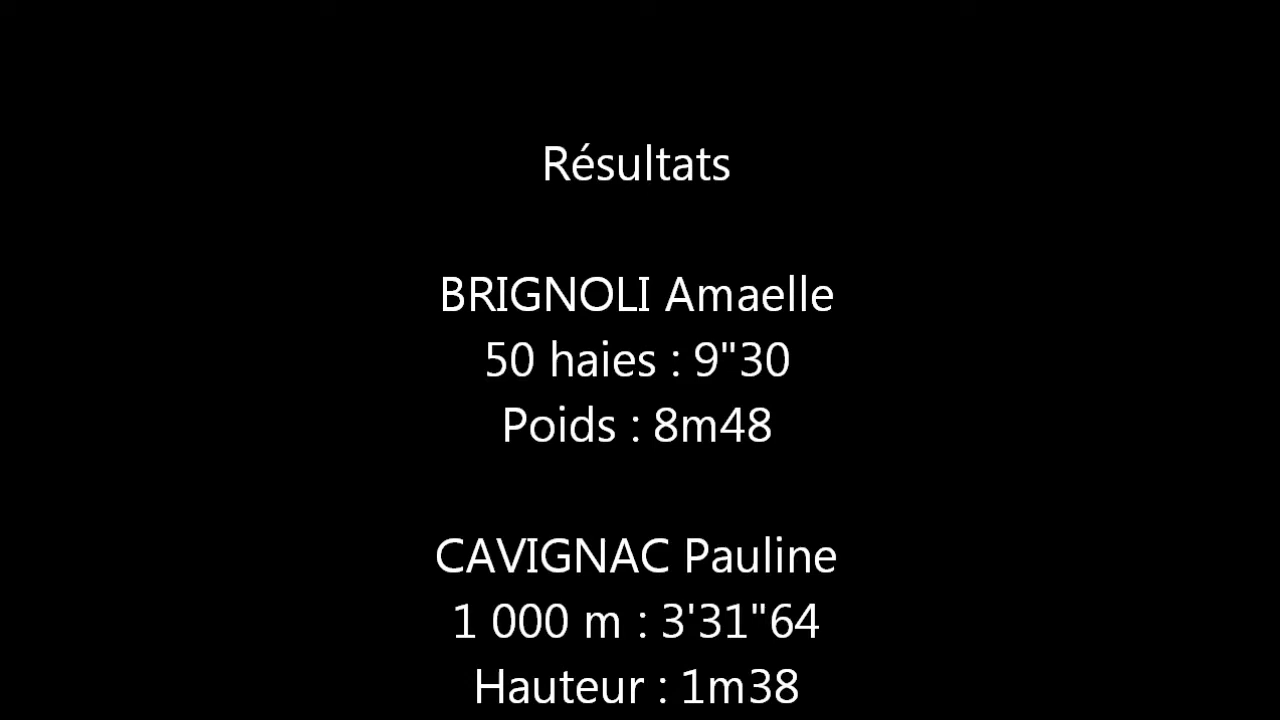 Résultats
BRIGNOLI Amaelle
50 haies : 9"30
Poids : 8m48
CAVIGNAC Pauline
1 000 m : 3'31"64
Hauteur : 1m38